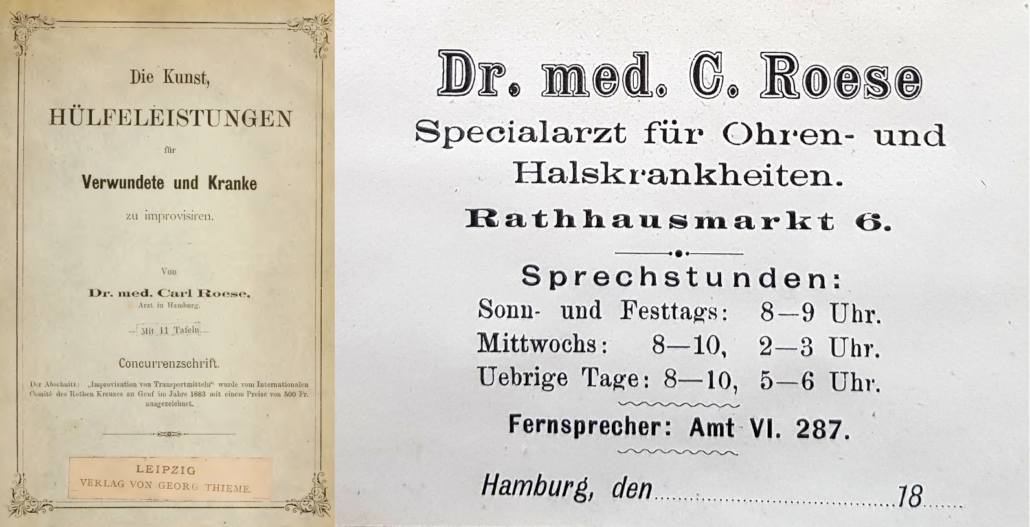 Die Kunst,
HÜLFELEISTUNGEN
für
Verwundete und Kranke
zu improvisiren.
Von
Dr. med. Carl Roese,
Arzt in Hamburg.
Mit 11 Tafeln.
Concurrenzschrift.
Der Abschnitt: „Improvisation von Transportmitteln“ wurde vom Internationalen
Comité des Rothen Kreuzes zu Genf im Jahre 1883 mit einem Preise von 500 Fr.
ausgezeichnet.
LEIPZIG
VERLAG VON GEORG THIEME.
Dr. med. C. Roese
Specialarzt für Ohren- und
Halskrankheiten.
Rathhausmarkt 6.
Sprechstunden:
Sonn- und Festtags: 8—9 Uhr.
Mittwochs: 8—10, 2—3 Uhr.
Uebrige Tage: 8—10, 5—6 Uhr.
Fernsprecher: Amt VI. 287.
Hamburg, den..............................18......